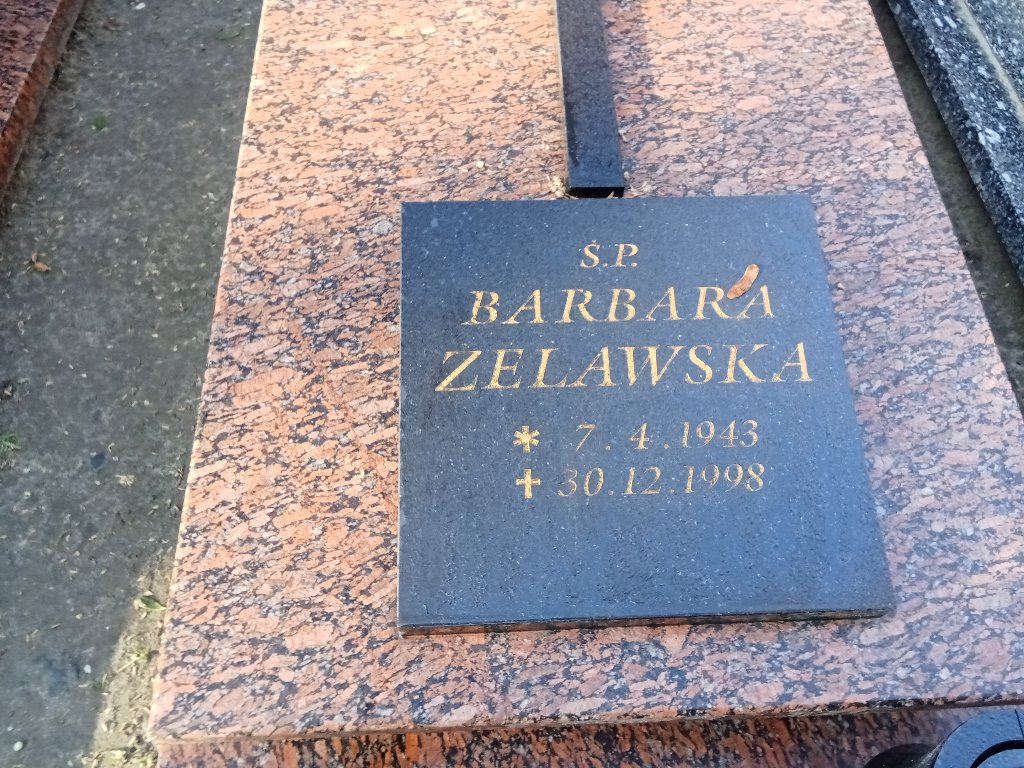 Ś.P.
BARBARA
ZELAWSKA
* 7.4.1943
✝ 30.12.1998